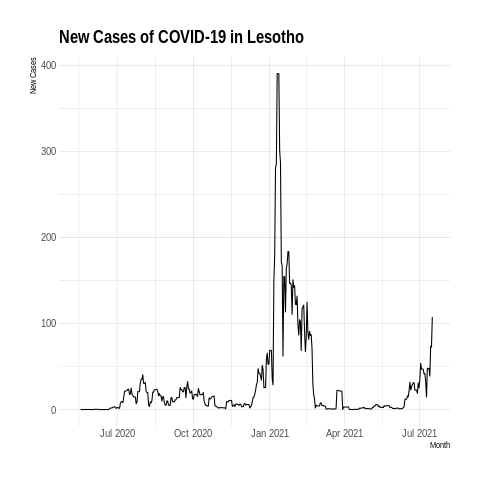 New Cases of COVID-19 in Lesotho
New Cases
400
300
200
100
0
Jul 2020 Oct 2020 Jan 2021 Apr 2021 Jul 2021
Month